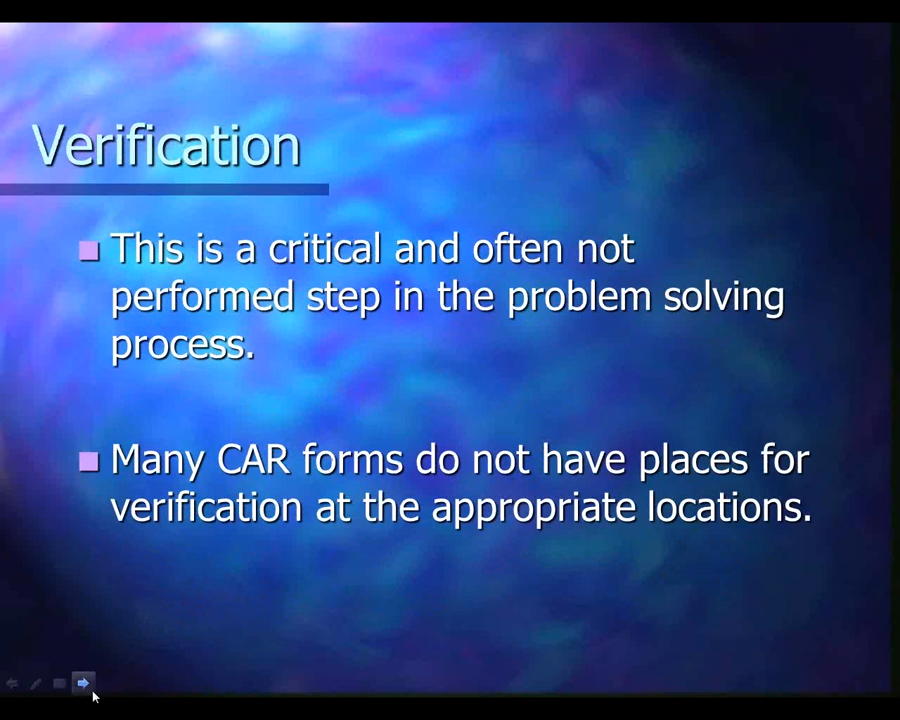 Verification
This is a critical and often not
performed step in the problem solving
process.
Many CAR forms do not have places for
verification at the appropriate locations.